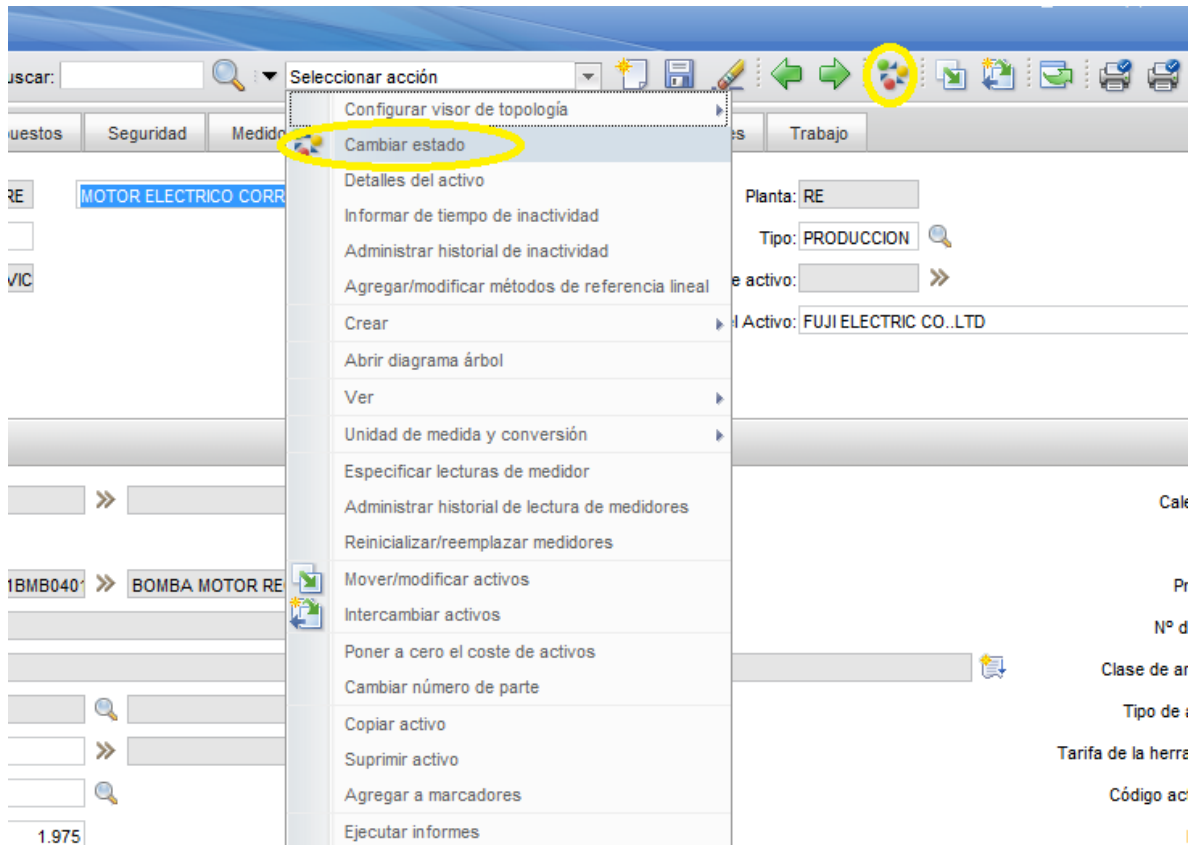 uscar:
Seleccionar acción
uestos Seguridad Medido es Trabajo
Configurar visor de topología
Cambiar estado
Detalles del activo
Informar de tiempo de inactividad
Administrar historial de inactividad
Agregar/modificar métodos de referencia lineal
Crear
Abrir diagrama árbol
Ver
Unidad de medida y conversión
Especificar lecturas de medidor
Administrar historial de lectura de medidores
Reinicializar/reemplazar medidores
Mover/modificar activos
Intercambiar activos
Poner a cero el coste de activos
Cambiar número de parte
Copiar activo
Suprimir activo
Agregar a marcadores
Ejecutar informes
RE MOTOR ELECTRICO CORR
VIC
Planta: RE
Tipo: PRODUCCION
e activo:
l Activo: FUJI ELECTRIC CO..LTD
1BMB0401 BOMBA MOTOR RE
1.975
Cale
Pr
Nº d
Clase de ar
Tipo de a
Tarifa de la herra
Código act